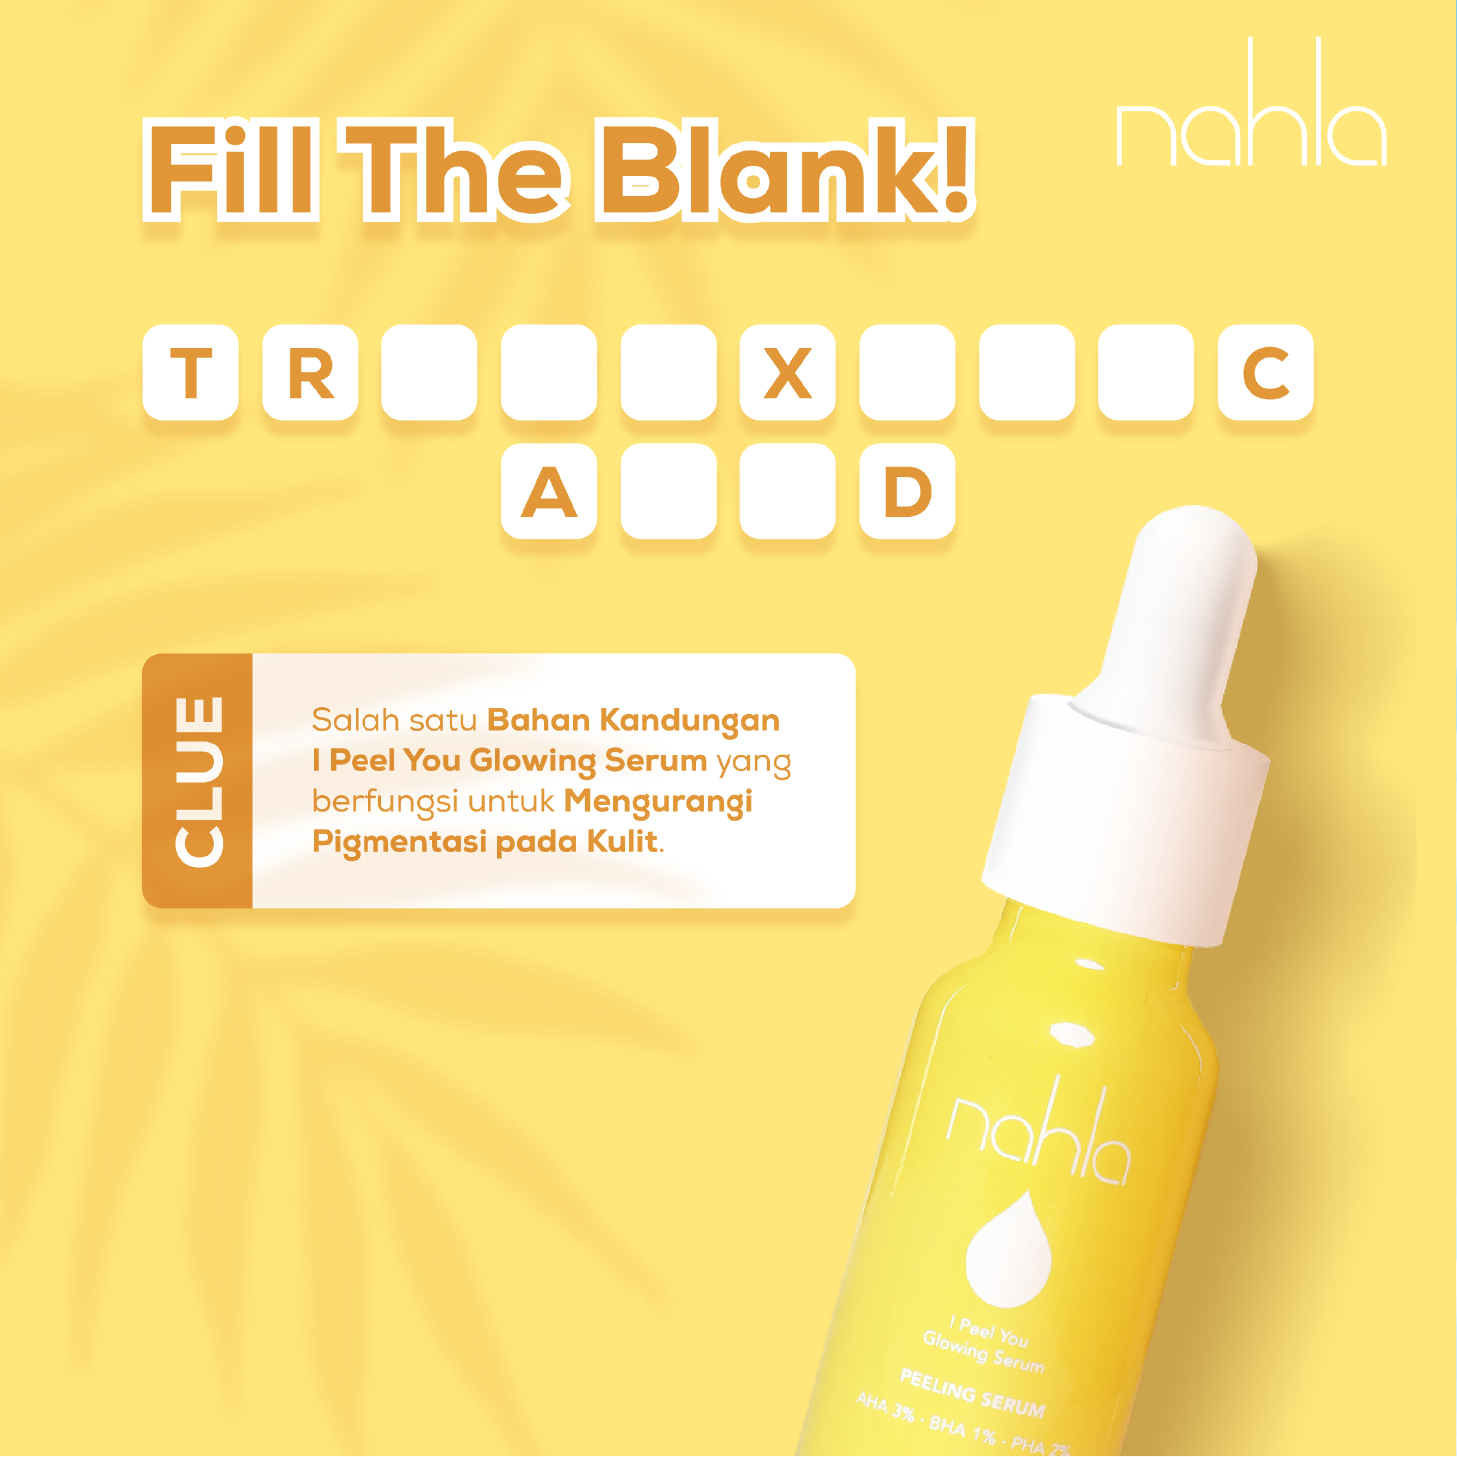 nahla
Fill The Blank!
T R X C
A D
CLUE
Salah satu Bahan Kandungan
I Peel You Glowing Serum yang
berfungsi untuk Mengurangi
Pigmentasi pada Kulit.
nahla
I Peel You
Glowing Serum
PEELING SERUM
AHA 3% · BHA 1% · PHA 2%